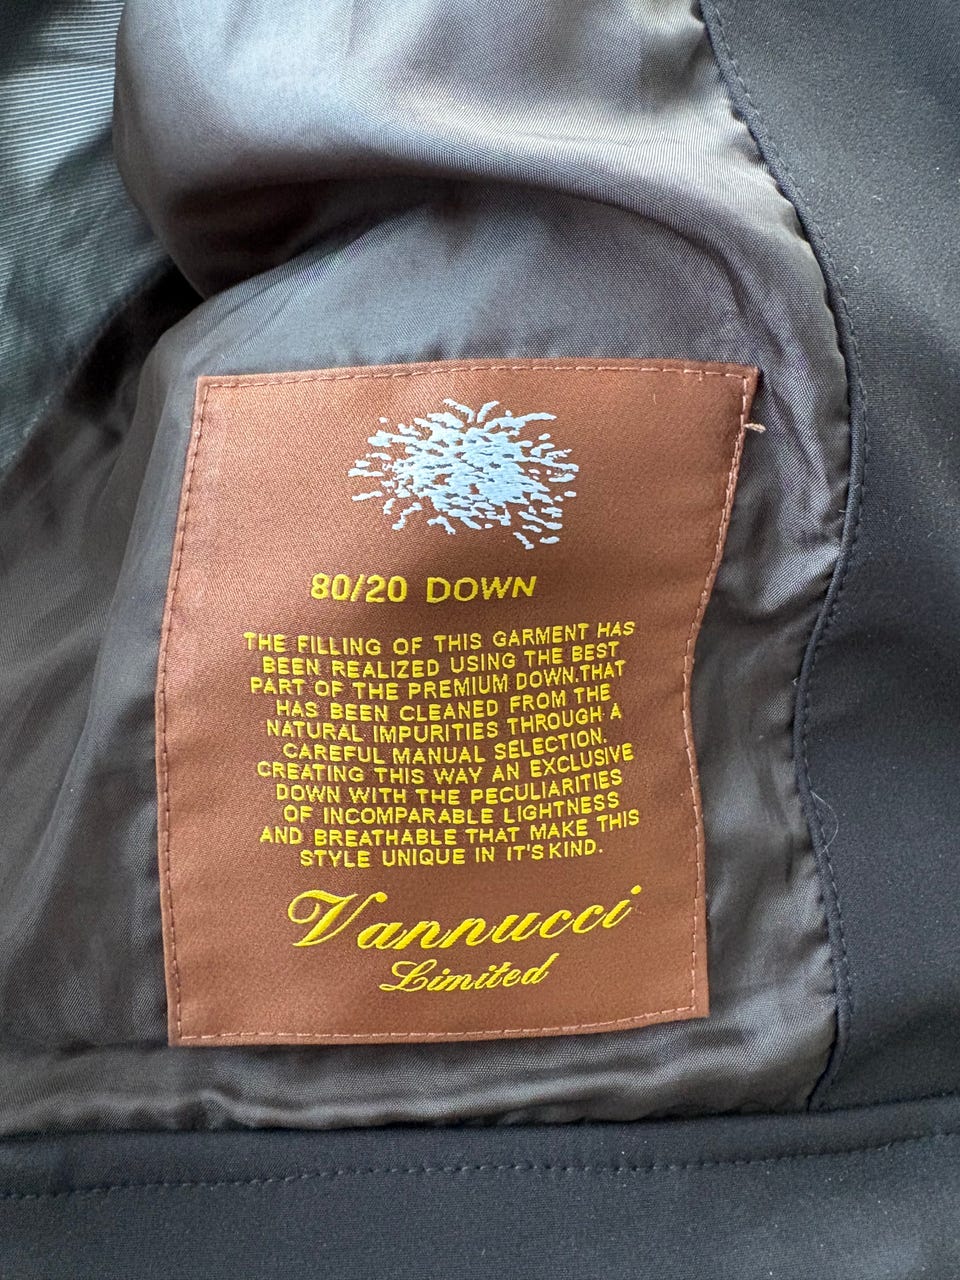 80/20 DOWN
THE FILLING OF THIS GARMENT HAS
BEEN REALIZED USING THE BEST
PART OF THE PREMIUM DOWN.THAT
HAS BEEN CLEANED FROM THE
NATURAL IMPURITIES THROUGH A
CAREFUL MANUAL SELECTION.
CREATING THIS WAY AN EXCLUSIVE
DOWN WITH THE PECULIARITIES
OF INCOMPARABLE LIGHTNESS
AND BREATHABLE THAT MAKE THIS
STYLE UNIQUE IN IT'S KIND.
Vannucci
Limited